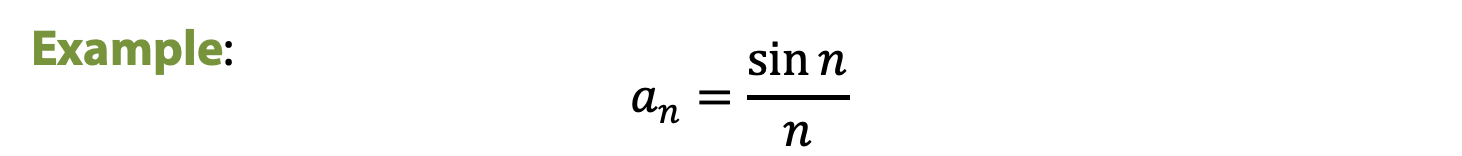 Example:
aₙ = sin n / n